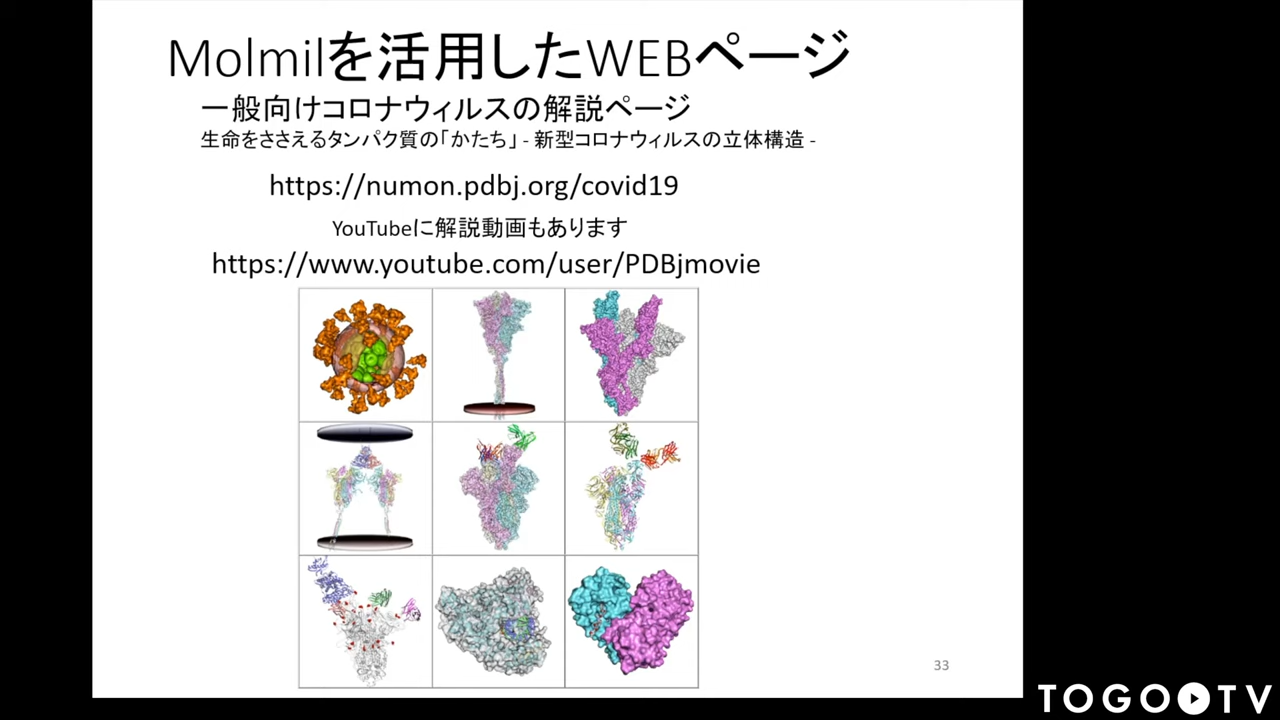 Molmilを活用したWEBページ
一般向けコロナウィルスの解説ページ
生命をささえるタンパク質の「かたち」 - 新型コロナウィルスの立体構造 -
https://numon.pdbj.org/covid19
YouTubeに解説動画もあります
https://www.youtube.com/user/PDBjmovie
33
TOGO TV